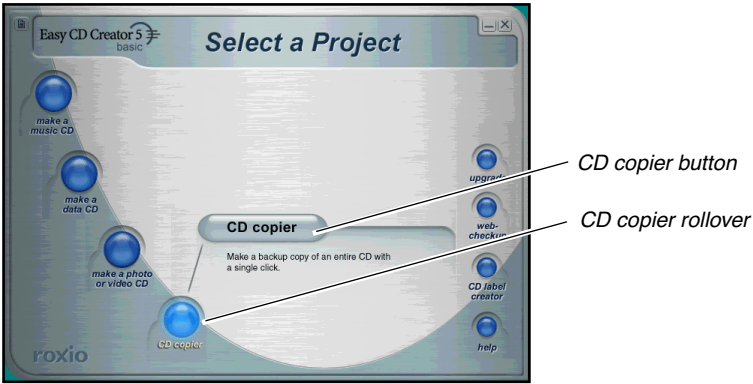 Easy CD Creator 5
basic
Select a Project
make a
music CD
make a
data CD
make a photo
or video CD
CD copier
CD copier
Make a backup copy of an entire CD with
a single click.
upgrade
web-
checkup
CD label
creator
help
roxio
CD copier button
CD copier rollover